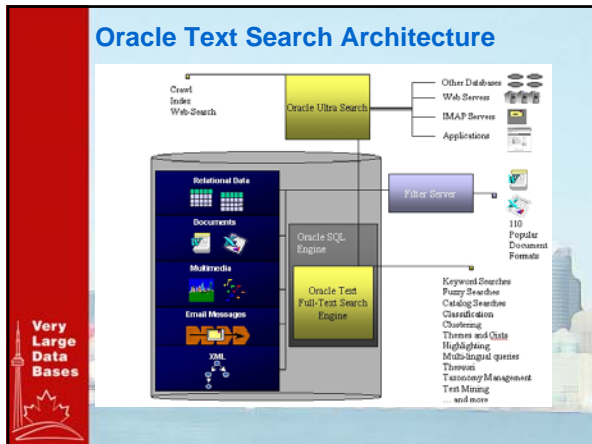 Oracle Text Search Architecture
Crawl
Index
Web-Search
Oracle Ultra Search
Other Databases
Web Servers
IMAP Servers
Applications
Relational Data
Documents
Multimedia
Email Messages
XML
Oracle SQL
Engine
Oracle Text
Full-Text Search
Engine
Filter Server
110
Popular
Document
Formats
Keyword Searches
Fuzzy Searches
Catalog Searches
Classification
Clustering
Themes and Gists
Highlighting
Multi-lingual queries
Thesauri
Taxonomy Management
Text Mining
... and more
Very
Large
Data
Bases